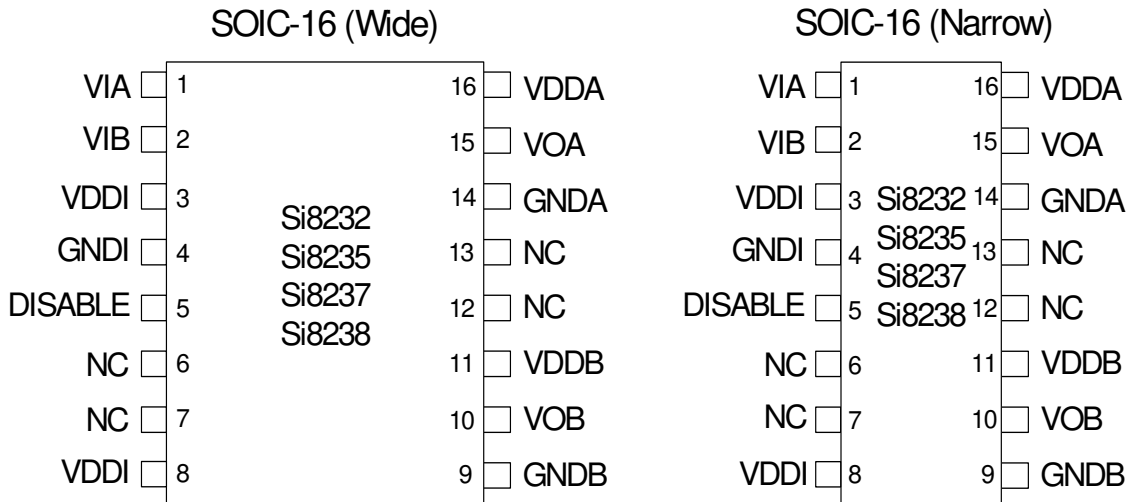 SOIC-16 (Wide)
VIA 1 16 VDDA
VIB 2 15 VOA
VDDI 3 14 GNDA
GNDI 4 13 NC
DISABLE 5 12 NC
NC 6 11 VDDB
NC 7 10 VOB
VDDI 8 9 GNDB
Si8232
Si8235
Si8237
Si8238
SOIC-16 (Narrow)
VIA 1 16 VDDA
VIB 2 15 VOA
VDDI 3 14 GNDA
GNDI 4 13 NC
DISABLE 5 12 NC
NC 6 11 VDDB
NC 7 10 VOB
VDDI 8 9 GNDB
Si8232
Si8235
Si8237
Si8238